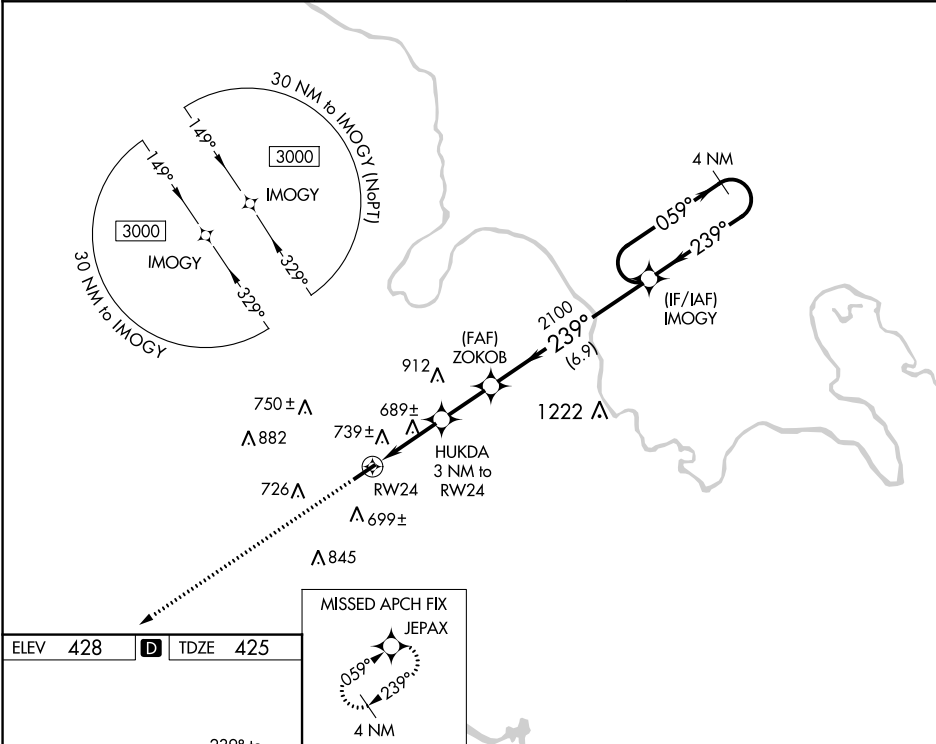 30 NM to IMOGY (NoPT)
149°
3000
IMOGY
329°
149°
3000
IMOGY
329°
30 NM to IMOGY
4 NM
059°
239°
(IF/IAF)
IMOGY
2100
239°
(6.9)
(FAF)
ZOKOB
912
750 ±
882
689±
739±
1222
HUKDA
3 NM to
RW24
RW24
726
699±
845
MISSED APCH FIX
JEPAX
059°
239°
4 NM
ELEV 428 D TDZE 425